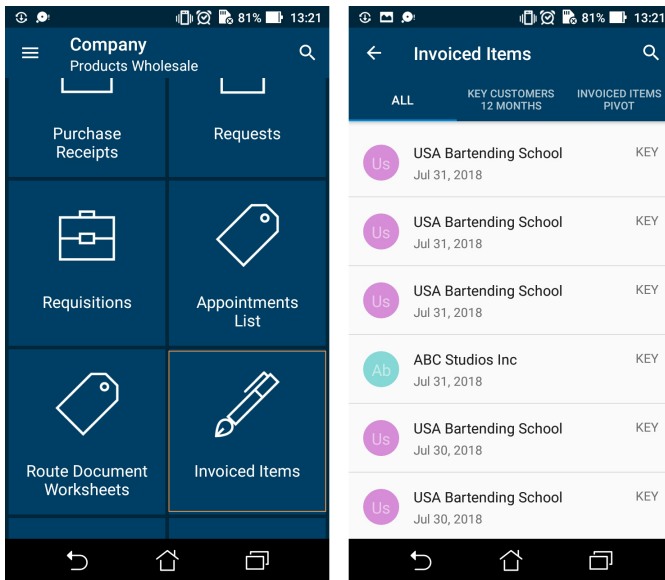 81% 13:21
Company
Products Wholesale
Purchase
Receipts
Requests
Requisitions
Appointments
List
Route Document
Worksheets
Invoiced Items
81% 13:21
Invoiced Items
ALL
KEY CUSTOMERS
12 MONTHS
INVOICED ITEMS
PIVOT
Us
USA Bartending School
KEY
Jul 31, 2018
Us
USA Bartending School
KEY
Jul 31, 2018
Us
USA Bartending School
KEY
Jul 31, 2018
Ab
ABC Studios Inc
KEY
Jul 31, 2018
Us
USA Bartending School
KEY
Jul 30, 2018
Us
USA Bartending School
KEY
Jul 30, 2018